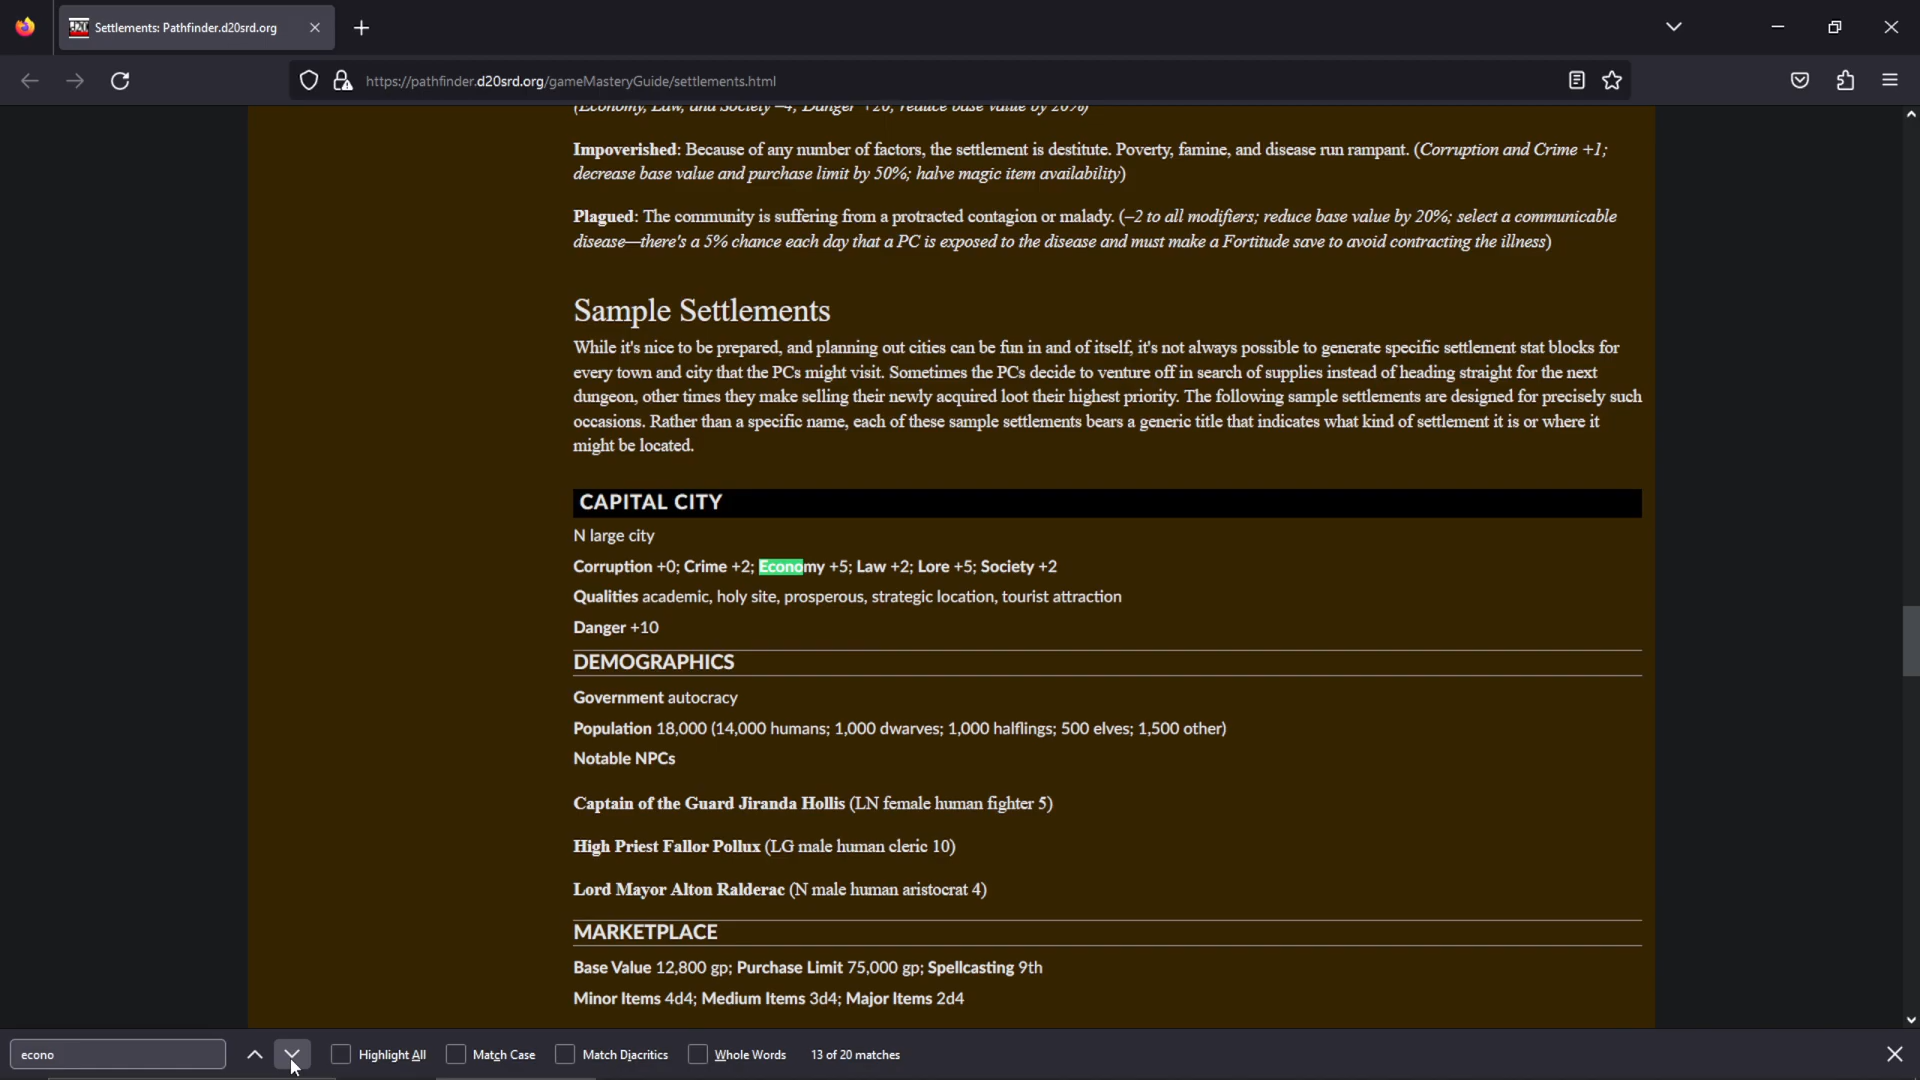 Settlements: Pathfinder.d20srd.org
https://pathfinder.d20srd.org/gameMasteryGuide/settlements.html
(Economy, Law, and Society –4; Danger +20; reduce base value by 20%)
Impoverished: Because of any number of factors, the settlement is destitute. Poverty, famine, and disease run rampant. (Corruption and Crime +1;
decrease base value and purchase limit by 50%; halve magic item availability)
Plagued: The community is suffering from a protracted contagion or malady. (–2 to all modifiers; reduce base value by 20%; select a communicable
disease—there's a 5% chance each day that a PC is exposed to the disease and must make a Fortitude save to avoid contracting the illness)
Sample Settlements
While it's nice to be prepared, and planning out cities can be fun in and of itself, it's not always possible to generate specific settlement stat blocks for
every town and city that the PCs might visit. Sometimes the PCs decide to venture off in search of supplies instead of heading straight for the next
dungeon, other times they make selling their newly acquired loot their highest priority. The following sample settlements are designed for precisely such
occasions. Rather than a specific name, each of these sample settlements bears a generic title that indicates what kind of settlement it is or where it
might be located.
CAPITAL CITY
N large city
Corruption +0; Crime +2; Economy +5; Law +2; Lore +5; Society +2
Qualities academic, holy site, prosperous, strategic location, tourist attraction
Danger +10
DEMOGRAPHICS
Government autocracy
Population 18,000 (14,000 humans; 1,000 dwarves; 1,000 halflings; 500 elves; 1,500 other)
Notable NPCs
Captain of the Guard Jiranda Hollis (LN female human fighter 5)
High Priest Fallor Pollux (LG male human cleric 10)
Lord Mayor Alton Ralderac (N male human aristocrat 4)
MARKETPLACE
Base Value 12,800 gp; Purchase Limit 75,000 gp; Spellcasting 9th
Minor Items 4d4; Medium Items 3d4; Major Items 2d4
econo Highlight All Match Case Match Diacritics Whole Words 13 of 20 matches